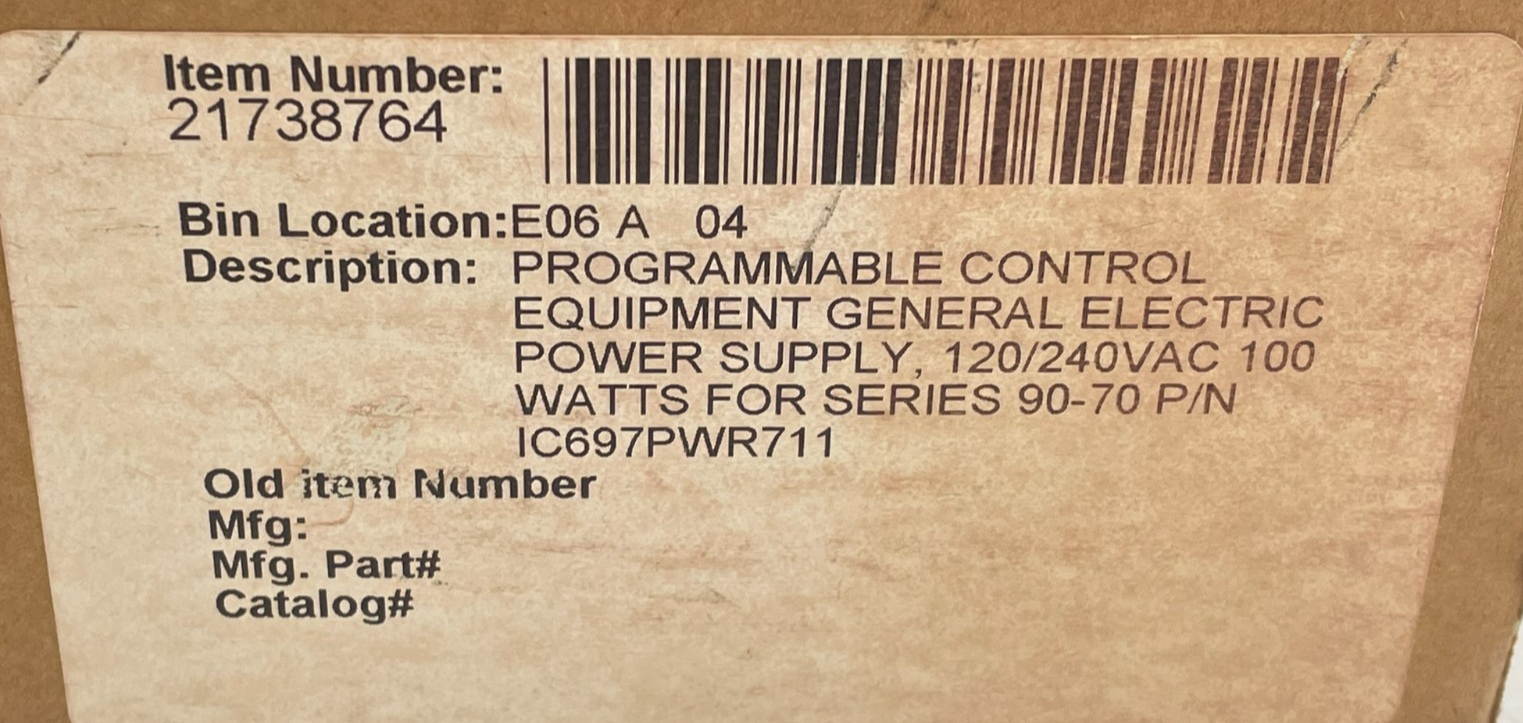 Item Number:
21738764
Bin Location:E06 A 04
Description: PROGRAMMABLE CONTROL
EQUIPMENT GENERAL ELECTRIC
POWER SUPPLY, 120/240VAC 100
WATTS FOR SERIES 90-70 P/N
IC697PWR711
Old item Number
Mfg:
Mfg. Part#
Catalog#